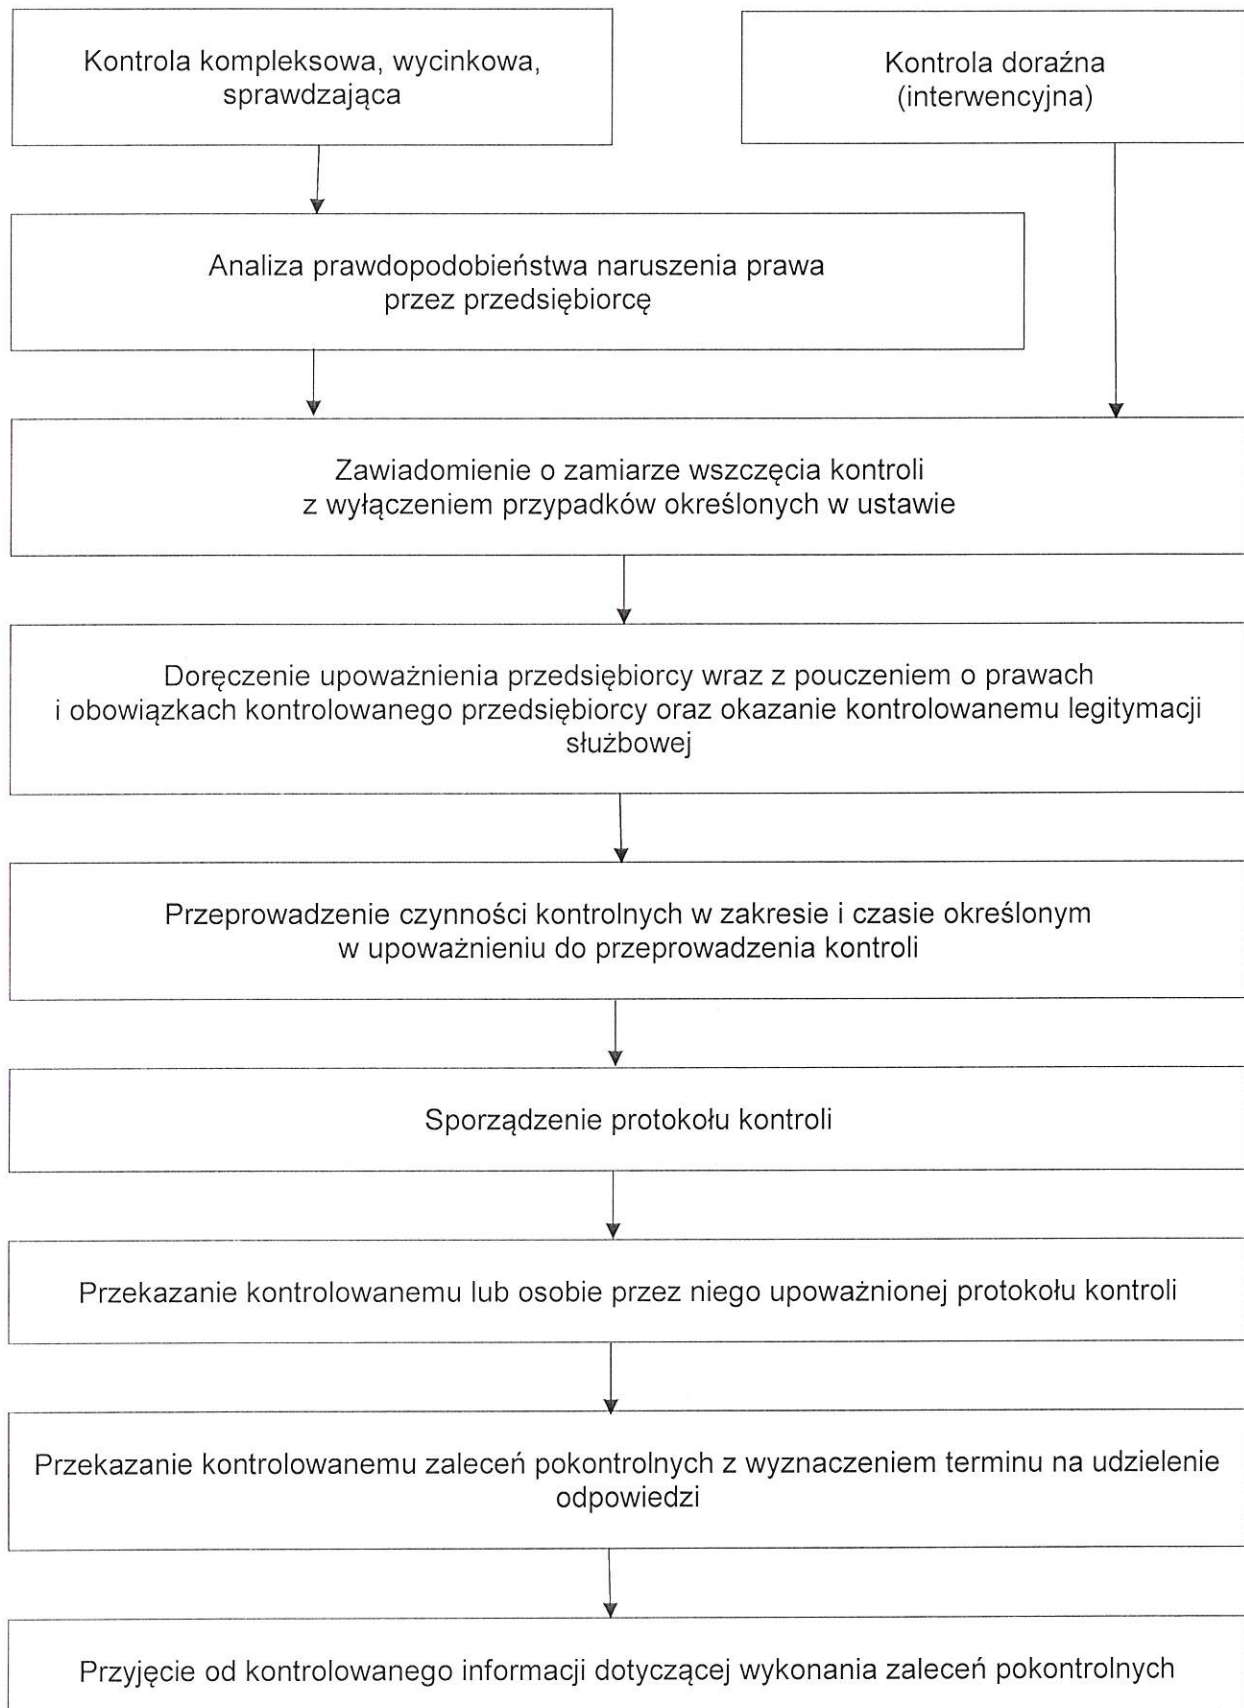 Kontrola kompleksowa, wycinkowa,
sprawdzająca
Kontrola doraźna
(interwencyjna)
Analiza prawdopodobieństwa naruszenia prawa
przez przedsiębiorcę
Zawiadomienie o zamiarze wszczęcia kontroli
z wyłączeniem przypadków określonych w ustawie
Doręczenie upoważnienia przedsiębiorcy wraz z pouczeniem o prawach
i obowiązkach kontrolowanego przedsiębiorcy oraz okazanie kontrolowanemu legitymacji
służbowej
Przeprowadzenie czynności kontrolnych w zakresie i czasie określonym
w upoważnieniu do przeprowadzenia kontroli
Sporządzenie protokołu kontroli
Przekazanie kontrolowanemu lub osobie przez niego upoważnionej protokołu kontroli
Przekazanie kontrolowanemu zaleceń pokontrolnych z wyznaczeniem terminu na udzielenie
odpowiedzi
Przyjęcie od kontrolowanego informacji dotyczącej wykonania zaleceń pokontrolnych